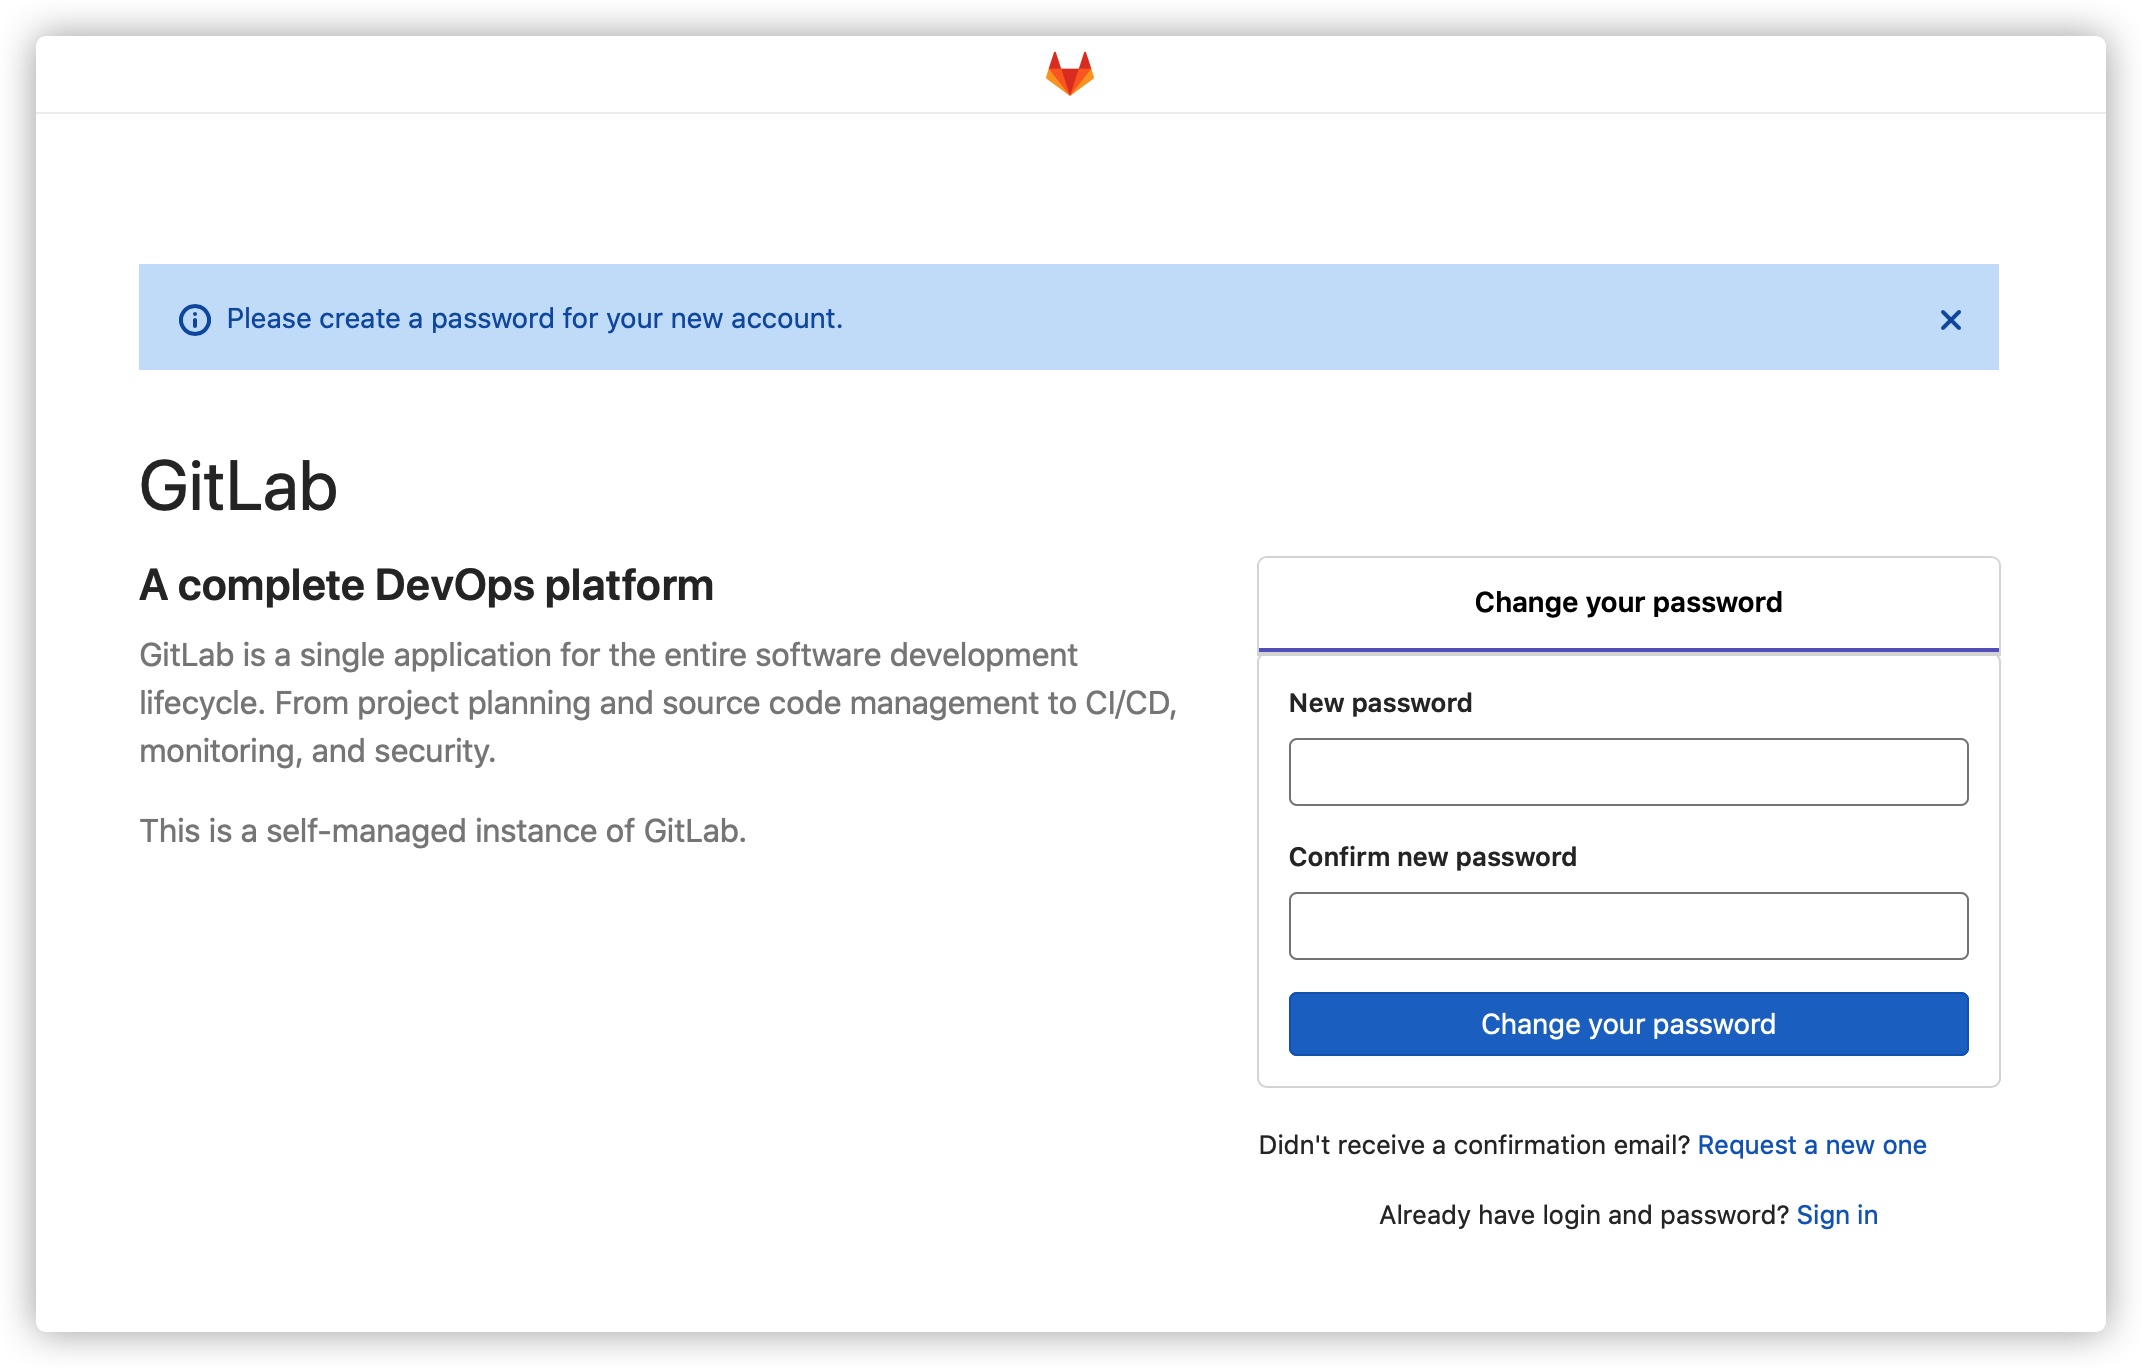 Please create a password for your new account.
GitLab
A complete DevOps platform
GitLab is a single application for the entire software development
lifecycle. From project planning and source code management to CI/CD,
monitoring, and security.
This is a self-managed instance of GitLab.
Change your password
New password
Confirm new password
Change your password
Didn't receive a confirmation email? Request a new one
Already have login and password? Sign in